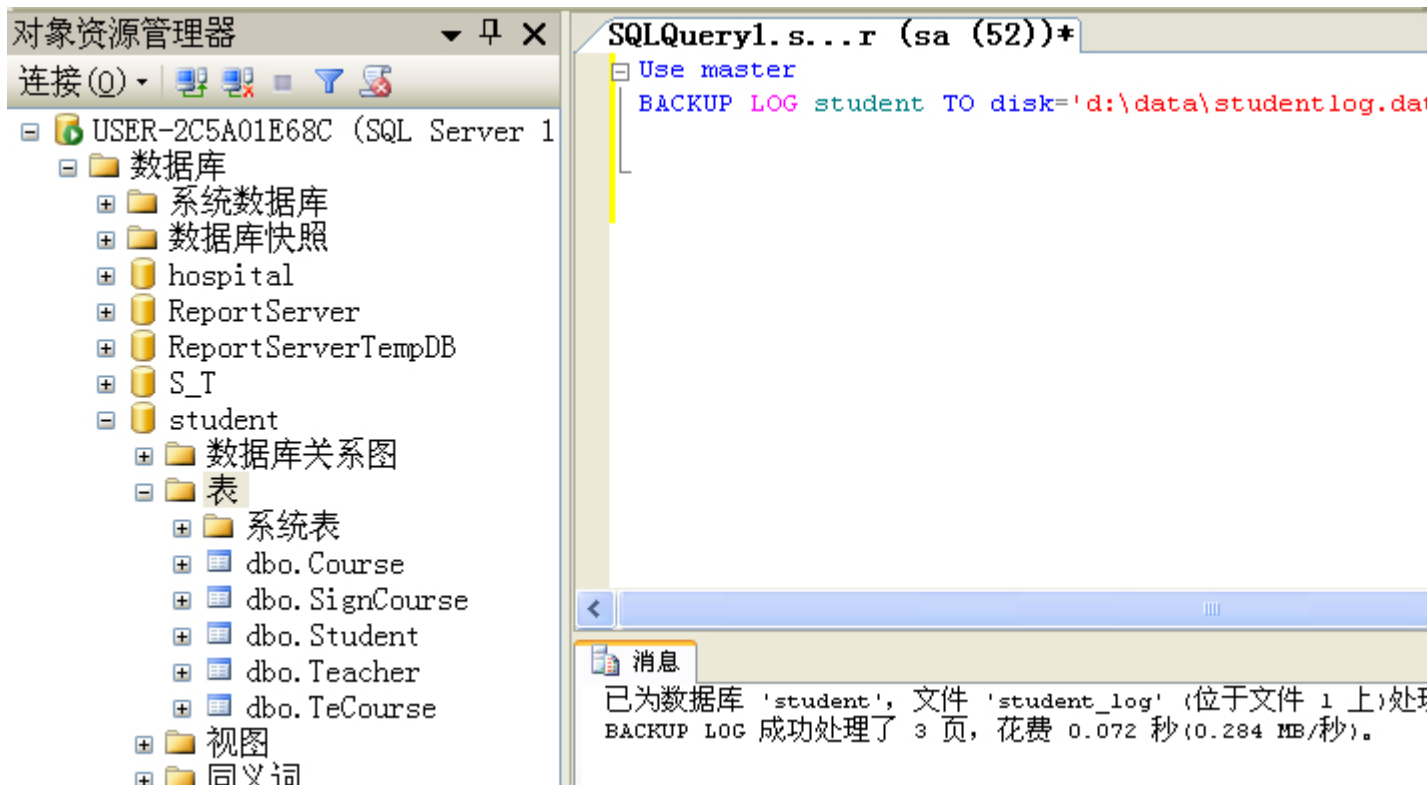 对象资源管理器
连接(O)
USER-2C5A01E68C (SQL Server 1
数据库
系统数据库
数据库快照
hospital
ReportServer
ReportServerTempDB
S_T
student
数据库关系图
表
系统表
dbo.Course
dbo.SignCourse
dbo.Student
dbo.Teacher
dbo.TeCourse
视图
同义词
SQLQuery1.s...r (sa (52))*
Use master
BACKUP LOG student TO disk='d:\data\studentlog.dat
消息
已为数据库 'student'，文件 'student_log' (位于文件 1 上)处理
BACKUP LOG 成功处理了 3 页，花费 0.072 秒(0.284 MB/秒)。